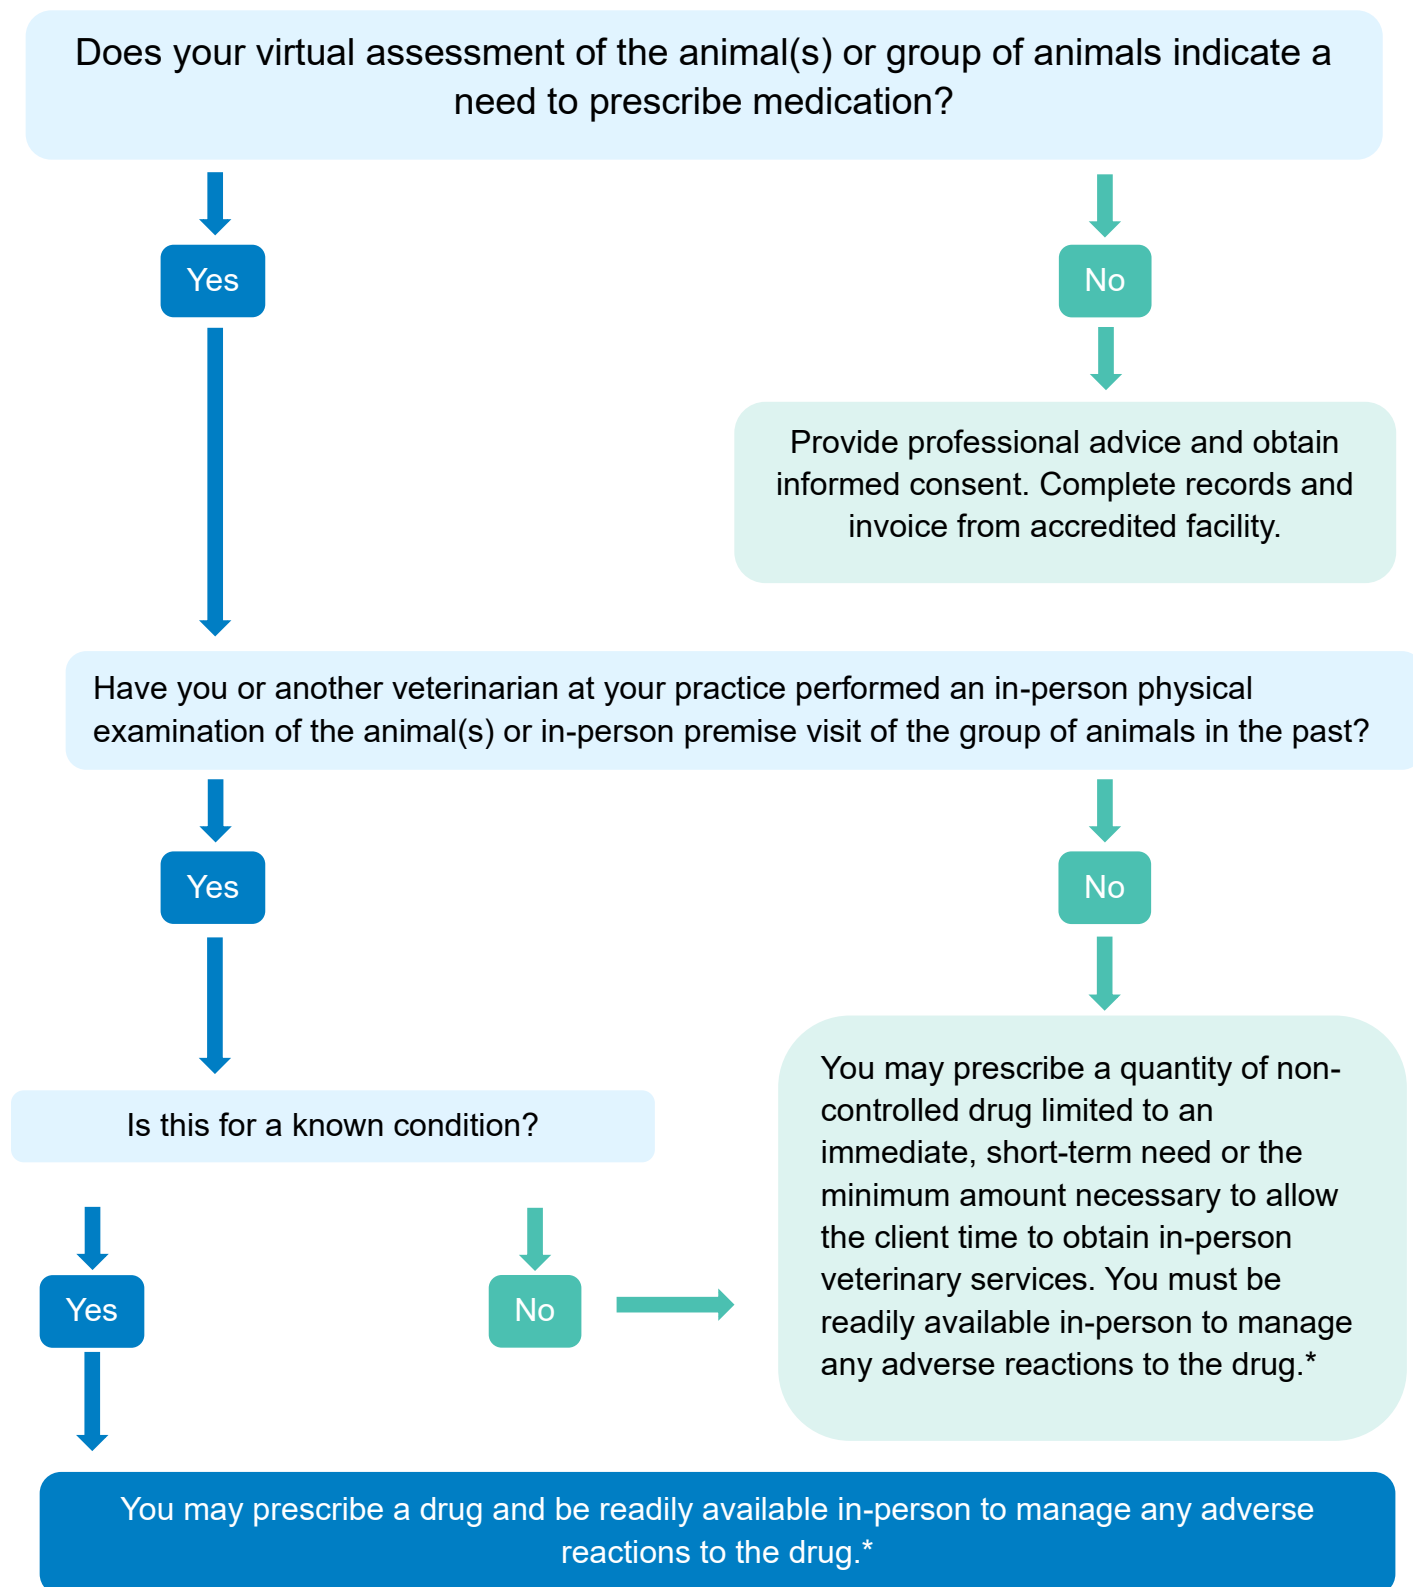 Does your virtual assessment of the animal(s) or group of animals indicate a
need to prescribe medication?
Yes
No
Provide professional advice and obtain
informed consent. Complete records and
invoice from accredited facility.
Have you or another veterinarian at your practice performed an in-person physical
examination of the animal(s) or in-person premise visit of the group of animals in the past?
Yes
No
Is this for a known condition?
You may prescribe a quantity of non-
controlled drug limited to an
immediate, short-term need or the
minimum amount necessary to allow
the client time to obtain in-person
veterinary services. You must be
readily available in-person to manage
any adverse reactions to the drug.*
Yes
No
You may prescribe a drug and be readily available in-person to manage any adverse
reactions to the drug.*